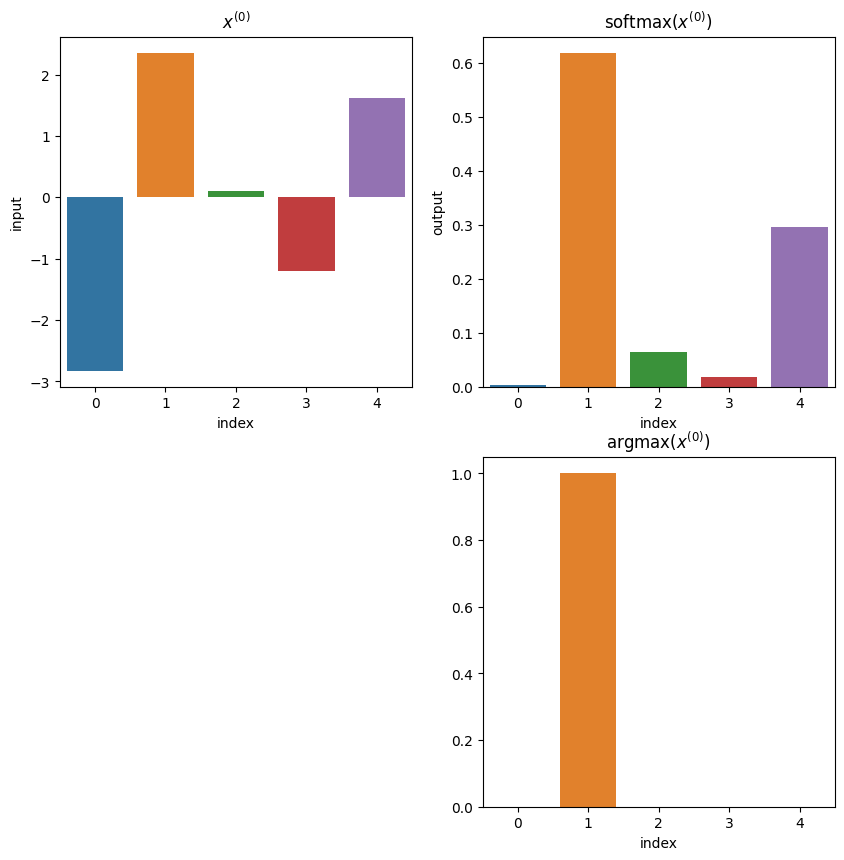 x^(0)
2
1
0
−1
−2
−3
input
0 1 2 3 4
index
softmax(x^(0))
0.6
0.5
0.4
0.3
0.2
0.1
0.0
output
0 1 2 3 4
index
argmax(x^(0))
1.0
0.8
0.6
0.4
0.2
0.0
0 1 2 3 4
index